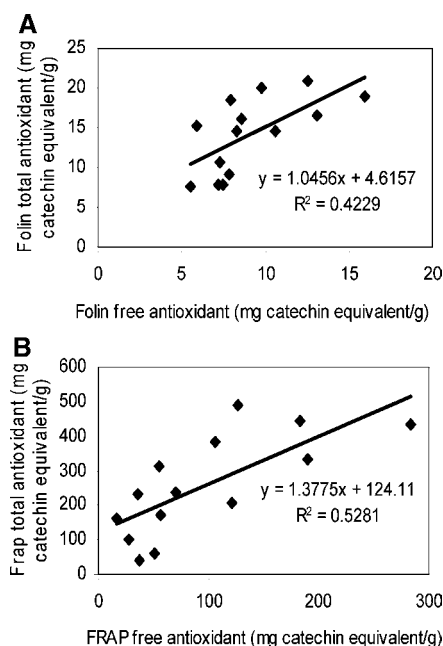 A
Folin total antioxidant (mg
catechin equivalent/g)
25
20
15
10
5
0
y = 1.0456x + 4.6157
R² = 0.4229
0 5 10 15 20
Folin free antioxidant (mg catechin equivalent/g)
B
Frap total antioxidant (mg
catechin equivalent/g)
600
500
400
300
200
100
0
y = 1.3775x + 124.11
R² = 0.5281
0 100 200 300
FRAP free antioxidant (mg catechin equivalent/g)